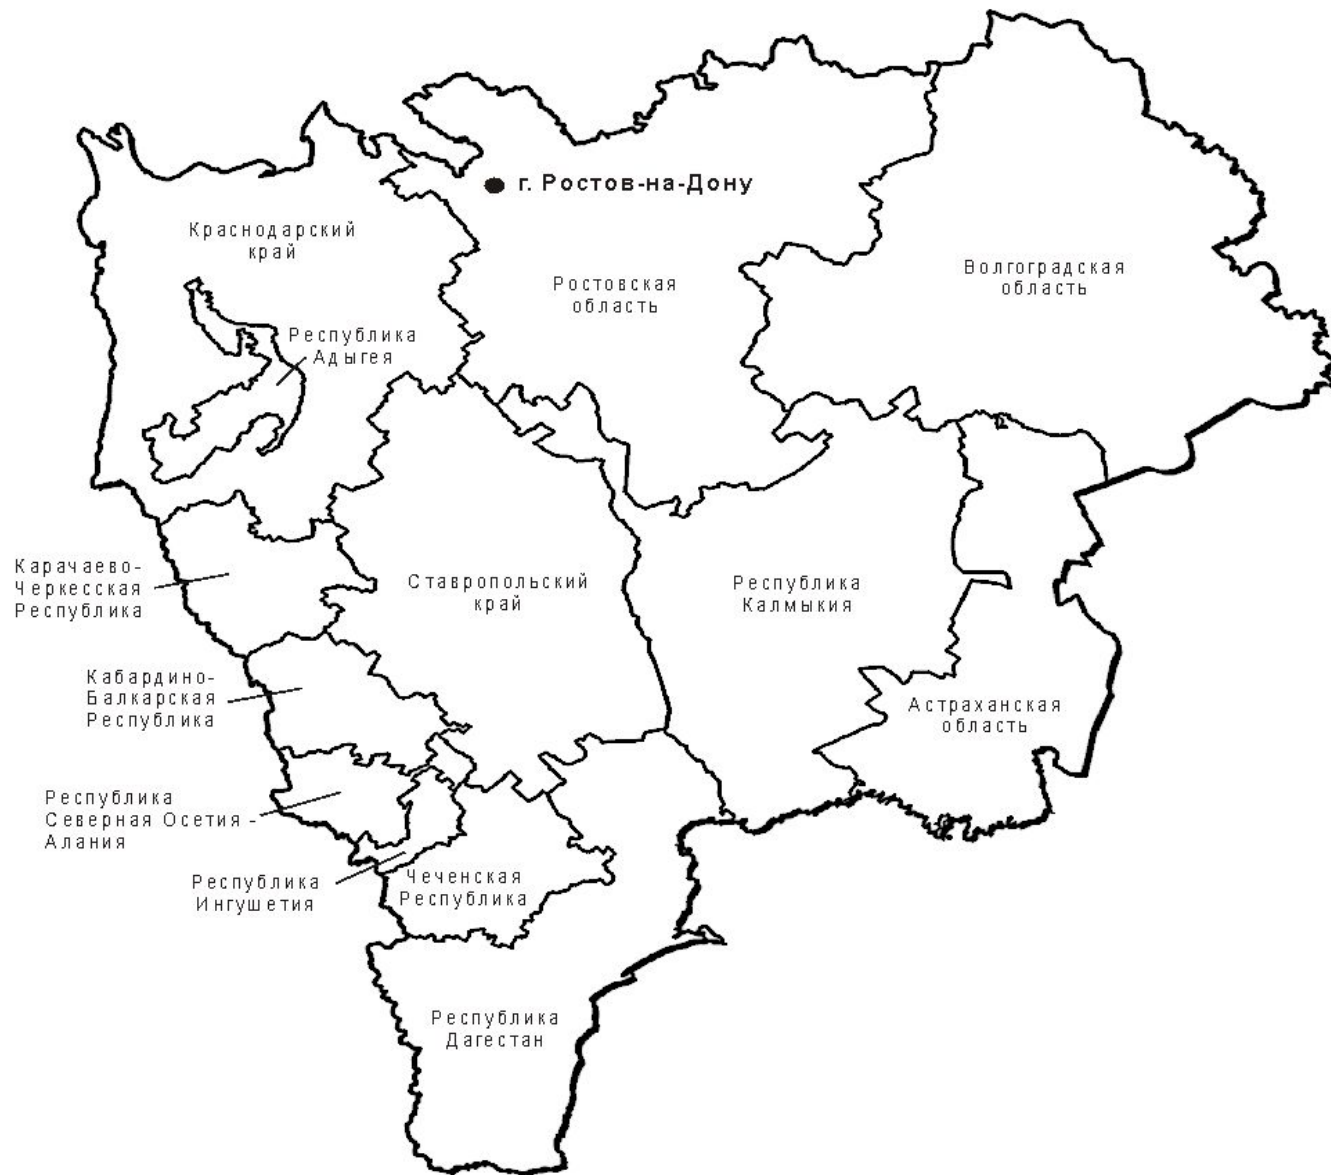 г. Ростов-на-Дону
Краснодарский
край
Ростовская
область
Волгоградская
область
Республика
Адыгея
Карачаево-
Черкесская
Республика
Ставропольский
край
Республика
Калмыкия
Кабардино-
Балкарская
Республика
Астраханская
область
Республика
Северная Осетия -
Алания
Республика
Ингушетия
Чеченская
Республика
Республика
Дагестан